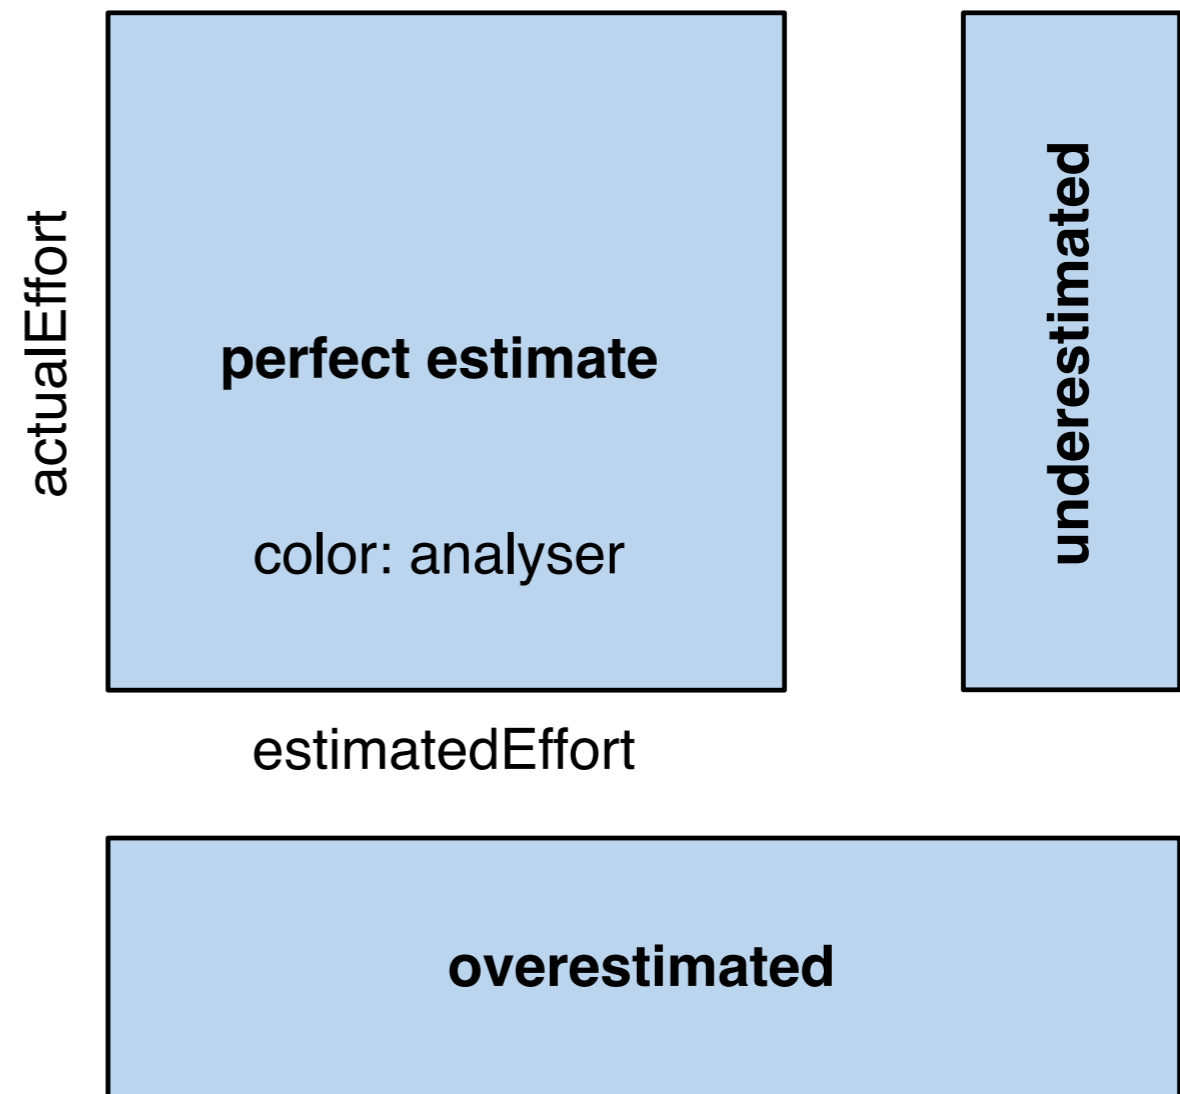 actualEffort
perfect estimate
color: analyser
estimatedEffort
underestimated
overestimated